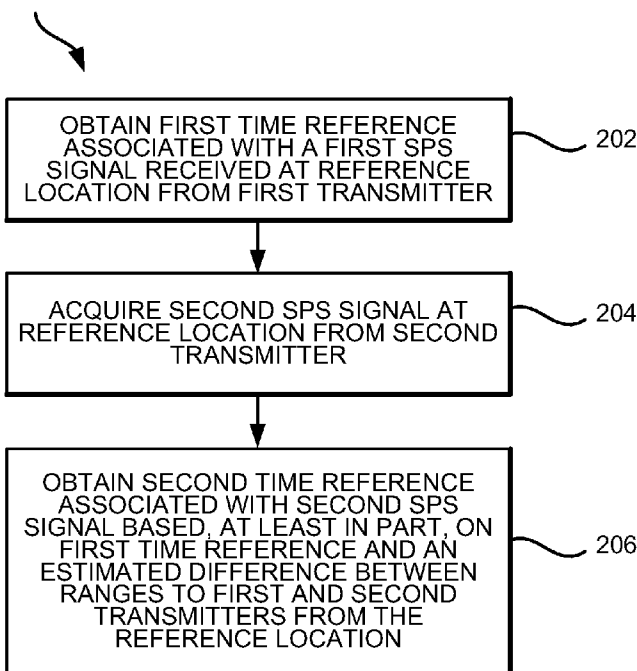 OBTAIN FIRST TIME REFERENCE
ASSOCIATED WITH A FIRST SPS
SIGNAL RECEIVED AT REFERENCE
LOCATION FROM FIRST TRANSMITTER
202
ACQUIRE SECOND SPS SIGNAL AT
REFERENCE LOCATION FROM SECOND
TRANSMITTER
204
OBTAIN SECOND TIME REFERENCE
ASSOCIATED WITH SECOND SPS
SIGNAL BASED, AT LEAST IN PART, ON
FIRST TIME REFERENCE AND AN
ESTIMATED DIFFERENCE BETWEEN
RANGES TO FIRST AND SECOND
TRANSMITTERS FROM THE
REFERENCE LOCATION
206